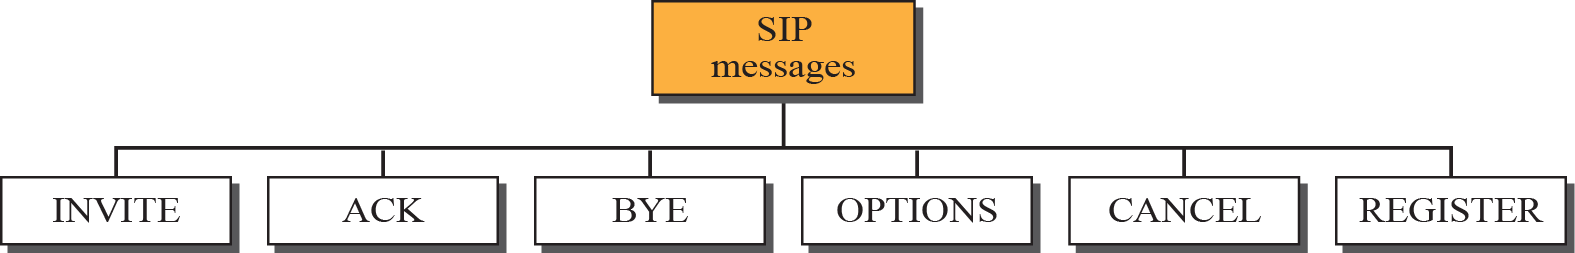 SIP
messages
INVITE
ACK
BYE
OPTIONS
CANCEL
REGISTER